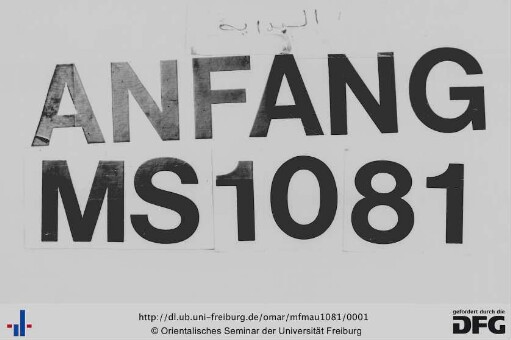 البدايه
ANFANG
MS1081
http://dl.ub.uni-freiburg.de/omar/mfmau1081/0001
© Orientalisches Seminar der Universität Freiburg
gefördert durch die
DFG